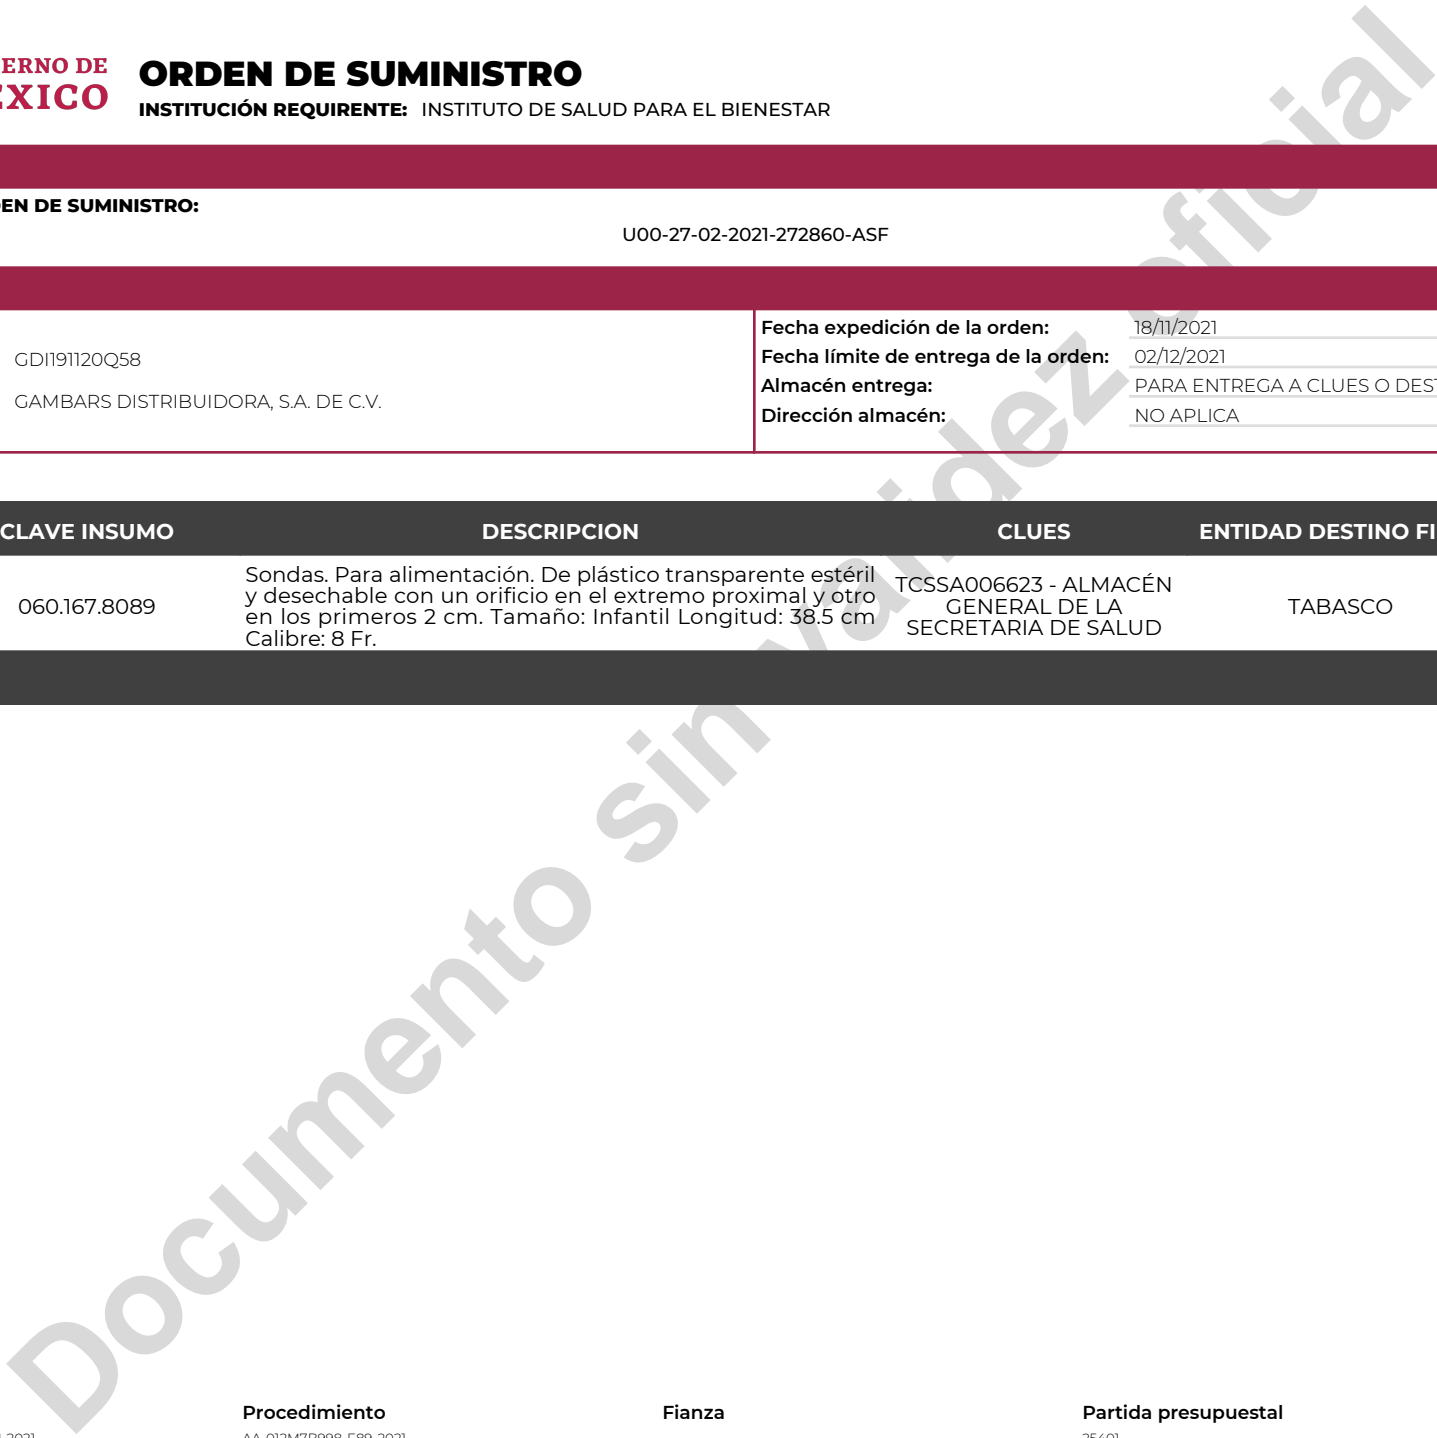 ERNO DE
ORDEN DE SUMINISTRO
INSTITUCIÓN REQUIRENTE: INSTITUTO DE SALUD PARA EL BIENESTAR
EXICO
EN DE SUMINISTRO:
U00-27-02-2021-272860-ASF
GDI191120Q58
GAMBARS DISTRIBUIDORA, S.A. DE C.V.
Fecha expedición de la orden: 18/11/2021
Fecha límite de entrega de la orden: 02/12/2021
Almacén entrega: PARA ENTREGA A CLUES O DEST
Dirección almacén: NO APLICA
CLAVE INSUMO DESCRIPCION CLUES ENTIDAD DESTINO FI
060.167.8089
Sondas. Para alimentación. De plástico transparente estéril
y desechable con un orificio en el extremo proximal y otro
en los primeros 2 cm. Tamaño: Infantil Longitud: 38.5 cm
Calibre: 8 Fr.
TCSSA006623 - ALMACÉN
GENERAL DE LA
SECRETARIA DE SALUD
TABASCO
Documento sin validez oficial
Procedimiento Fianza Partida presupuestal